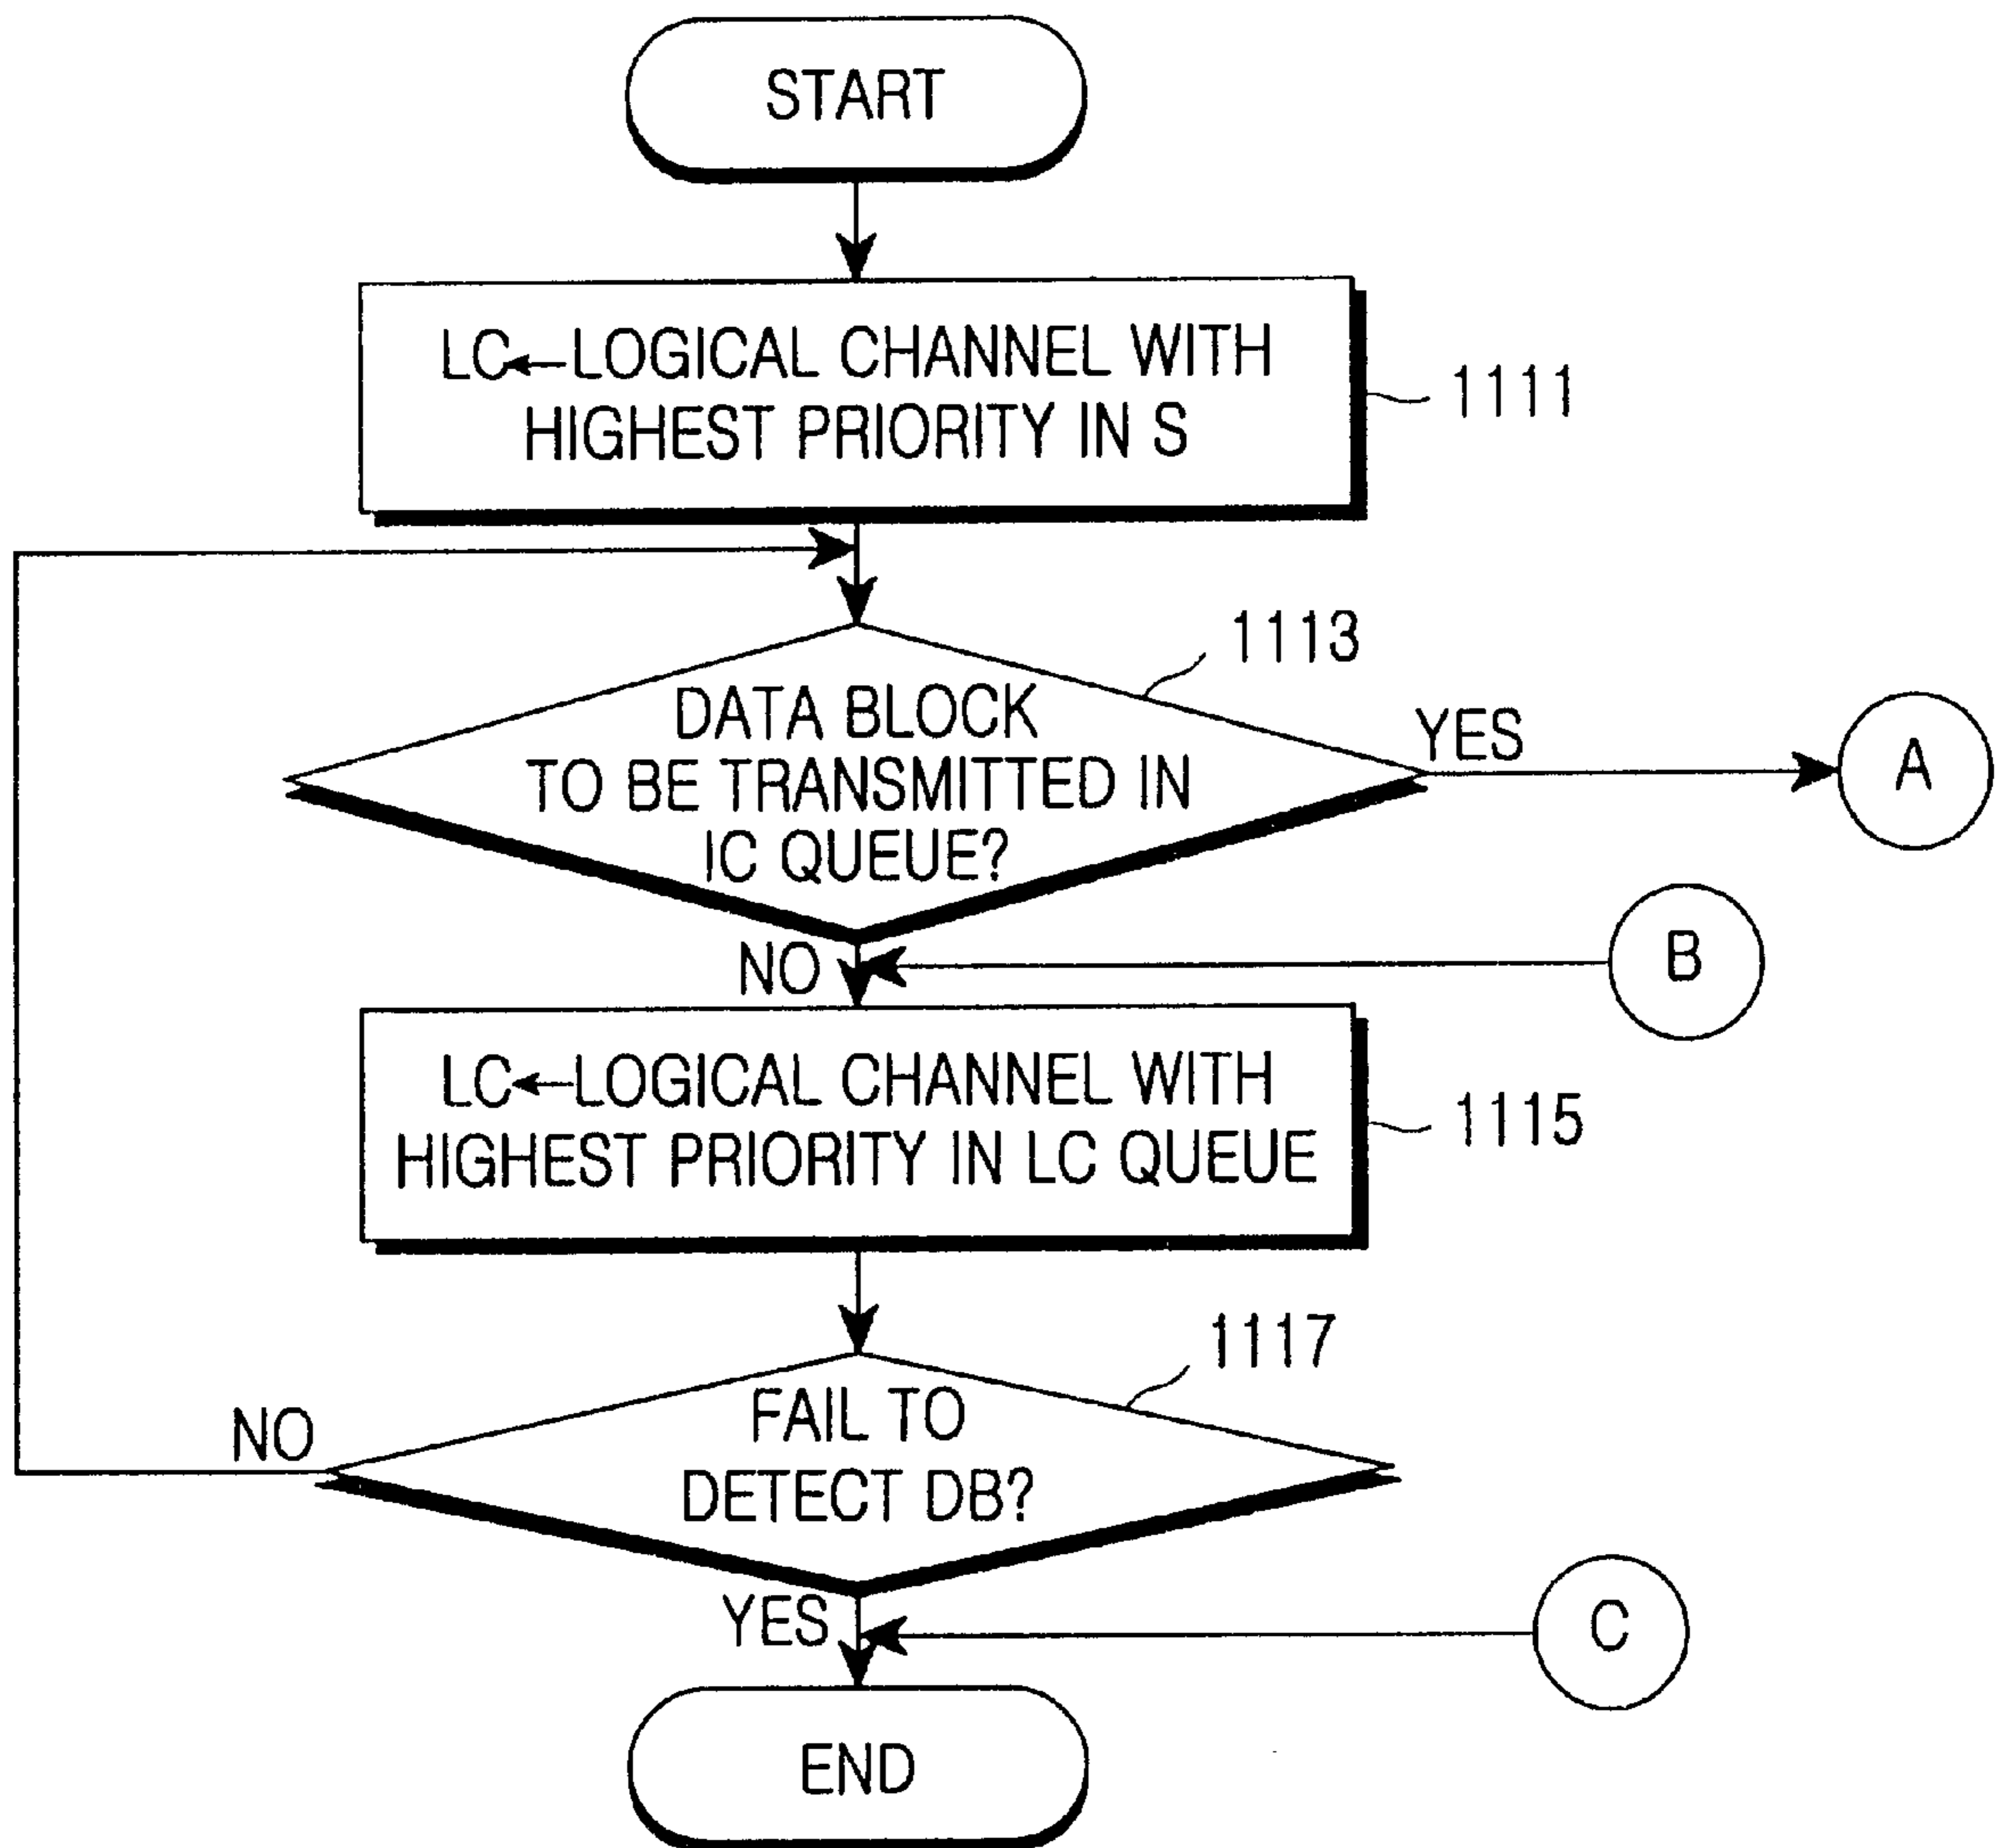 START
LC←LOGICAL CHANNEL WITH
HIGHEST PRIORITY IN S
1111
1113
DATA BLOCK
TO BE TRANSMITTED IN
IC QUEUE?
YES
A
B
NO
LC←LOGICAL CHANNEL WITH
HIGHEST PRIORITY IN LC QUEUE
1115
1117
FAIL TO
DETECT DB?
NO
YES
C
END